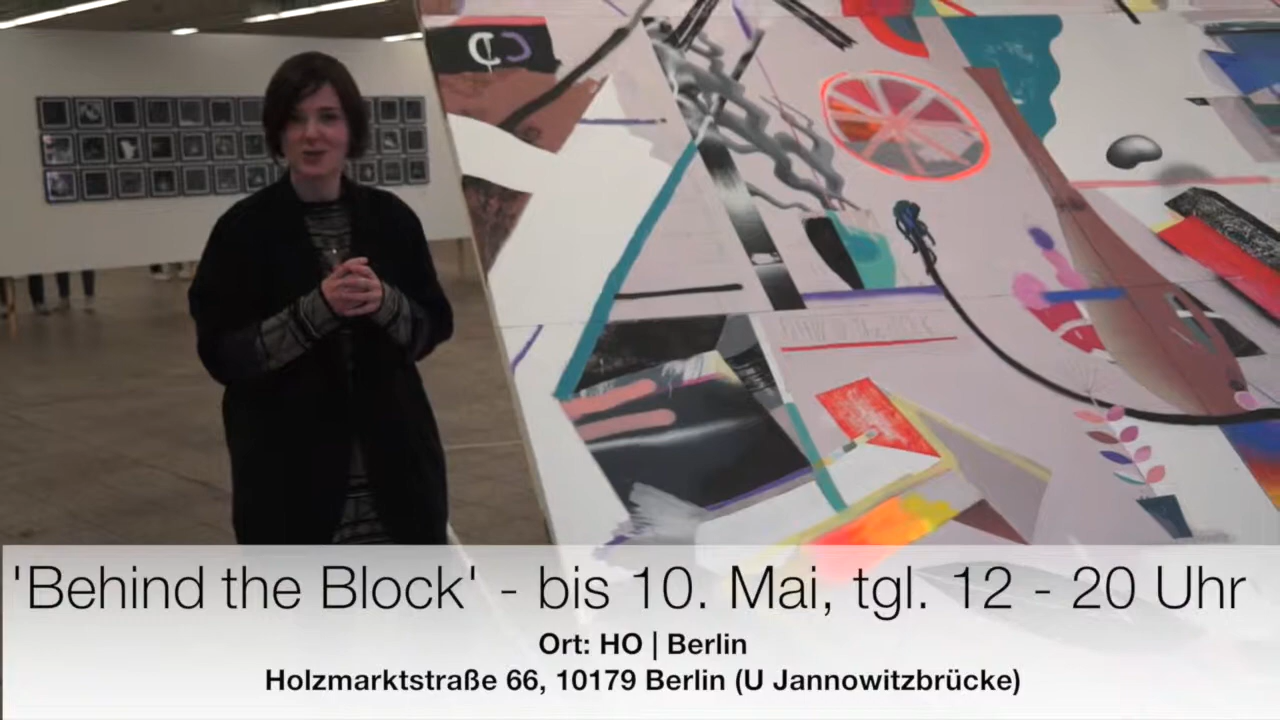 'Behind the Block' - bis 10. Mai, tgl. 12 - 20 Uhr
Ort: HO | Berlin
Holzmarktstraße 66, 10179 Berlin (U Jannowitzbrücke)